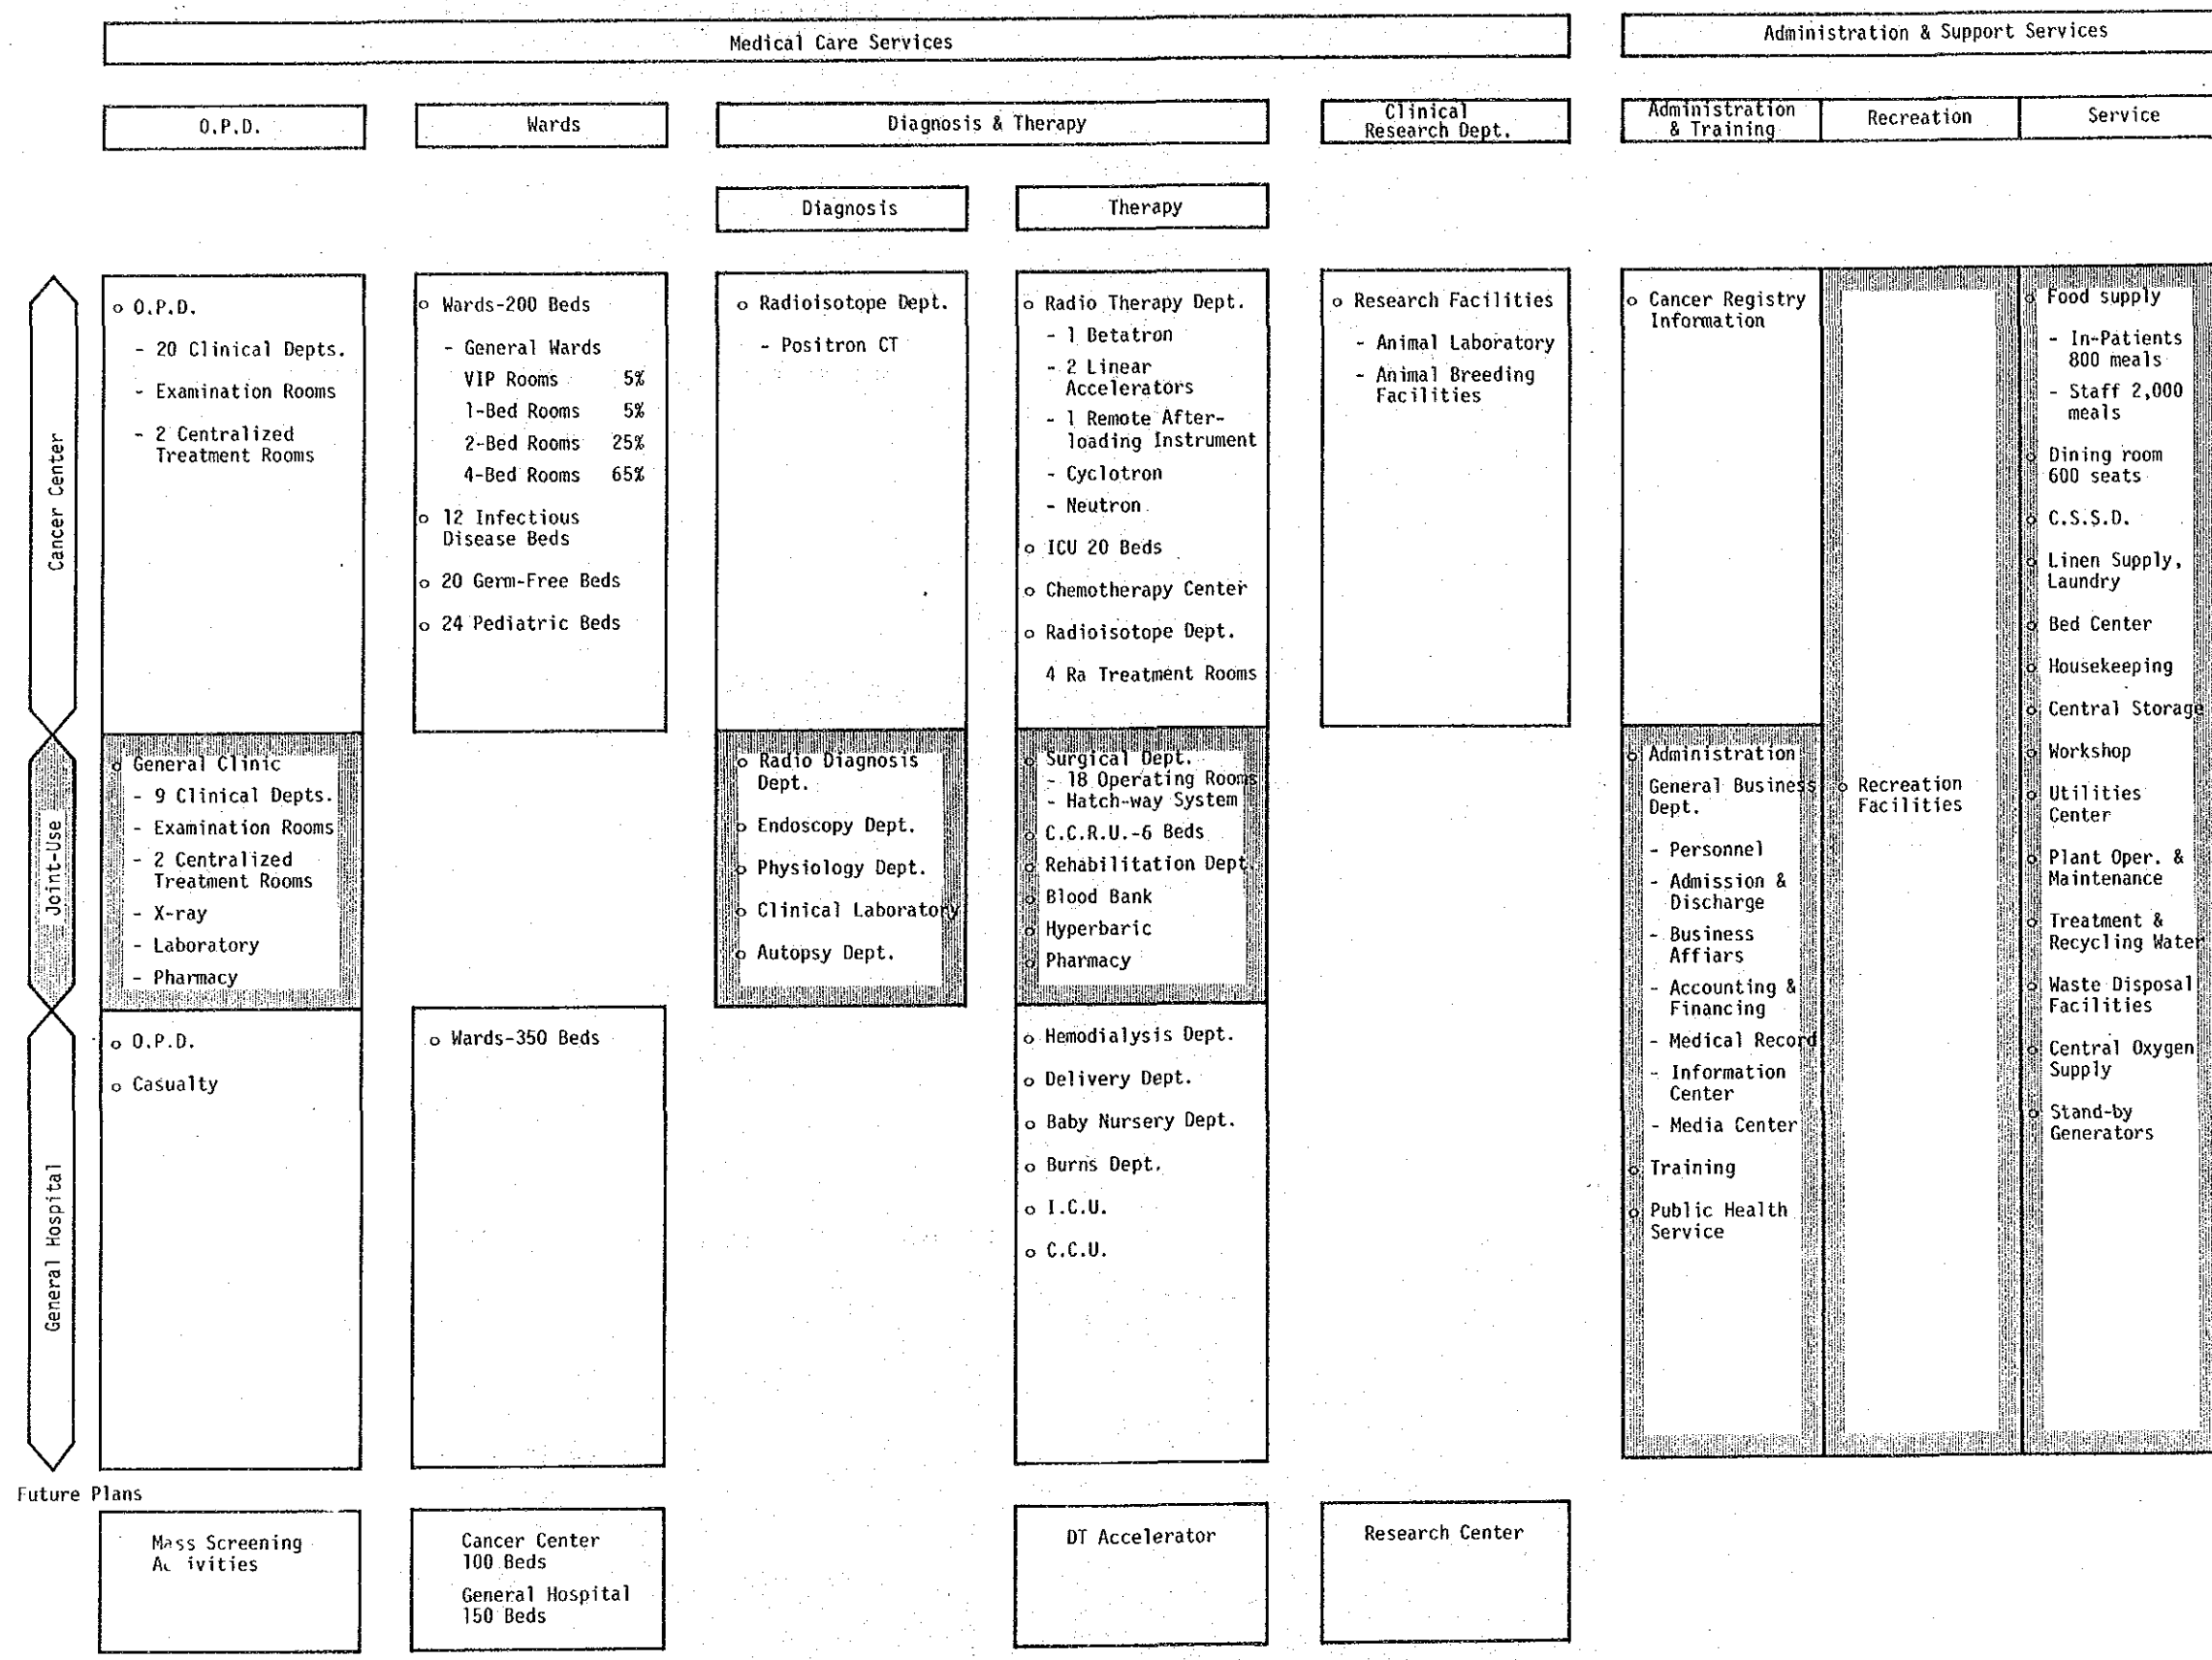 Medical Care Services
Administration & Support Services
O.P.D.
Wards
Diagnosis & Therapy
Clinical
Research Dept.
Administration
& Training
Recreation
Service
Diagnosis
Therapy
Cancer Center
o O.P.D.
- 20 Clinical Depts.
- Examination Rooms
- 2 Centralized
Treatment Rooms
o Wards-200 Beds
- General Wards
VIP Rooms 5%
1-Bed Rooms 5%
2-Bed Rooms 25%
4-Bed Rooms 65%
o 12 Infectious
Disease Beds
o 20 Germ-Free Beds
o 24 Pediatric Beds
o Radioisotope Dept.
- Positron CT
o Radio Therapy Dept.
- 1 Betatron
- 2 Linear
Accelerators
- 1 Remote After-
loading Instrument
- Cyclotron
- Neutron
o ICU 20 Beds
o Chemotherapy Center
o Radioisotope Dept.
4 Ra Treatment Rooms
o Research Facilities
- Animal Laboratory
- Animal Breeding
Facilities
o Cancer Registry
Information
Joint-Use
o General Clinic
- 9 Clinical Depts.
- Examination Rooms
- 2 Centralized
Treatment Rooms
- X-ray
- Laboratory
- Pharmacy
o Radio Diagnosis
Dept.
o Endoscopy Dept.
o Physiology Dept.
o Clinical Laboratory
o Autopsy Dept.
o Surgical Dept.
- 18 Operating Rooms
- Hatch-way System
o C.C.R.U.-6 Beds
o Rehabilitation Dept.
o Blood Bank
o Hyperbaric
o Pharmacy
o Administration
General Business
Dept.
- Personnel
- Admission &
Discharge
- Business
Affiars
- Accounting &
Financing
- Medical Record
- Information
Center
- Media Center
o Training
o Public Health
Service
o Recreation
Facilities
o Food supply
- In-Patients
800 meals
- Staff 2,000
meals
o Dining room
600 seats
o C.S.S.D.
o Linen Supply,
Laundry
o Bed Center
o Housekeeping
o Central Storage
o Workshop
o Utilities
Center
o Plant Oper. &
Maintenance
o Treatment &
Recycling Water
o Waste Disposal
Facilities
o Central Oxygen
Supply
o Stand-by
Generators
General Hospital
o O.P.D.
o Casualty
o Wards-350 Beds
o Hemodialysis Dept.
o Delivery Dept.
o Baby Nursery Dept.
o Burns Dept.
o I.C.U.
o C.C.U.
Future Plans
Mass Screening
Cancer Center
100 Beds
General Hospital
150 Beds
DT Accelerator
Research Center